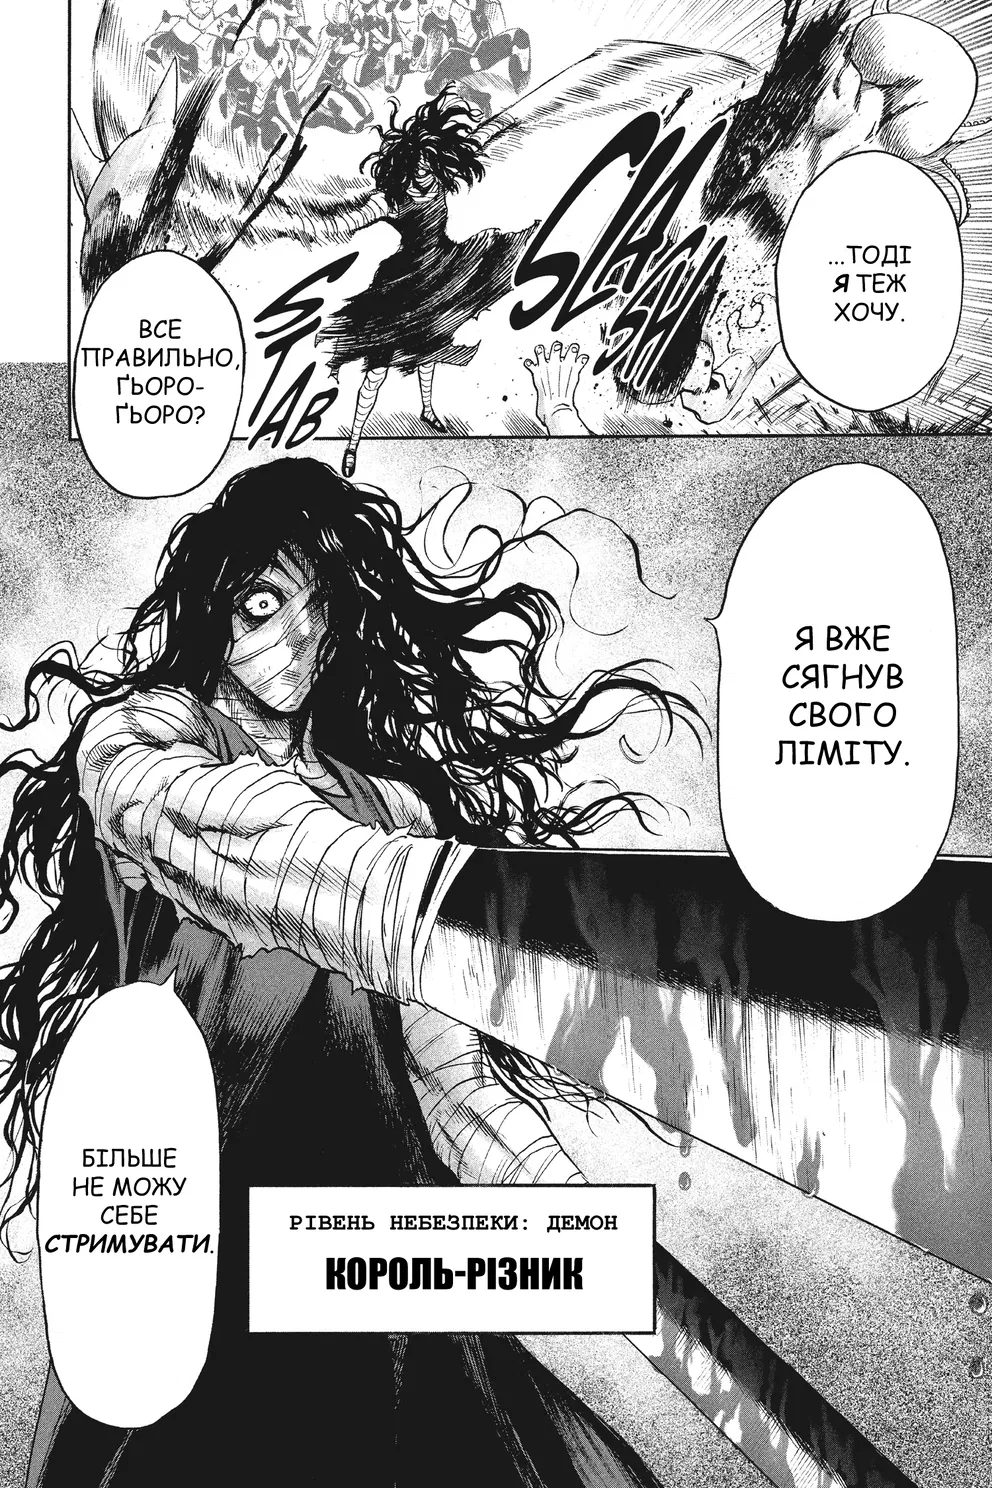 ...ТОДІ
Я ТЕЖ
ХОЧУ.
SLASH
SH
STAB
ВСЕ
ПРАВИЛЬНО,
ҐЬОРО-
ҐЬОРО?
Я ВЖЕ
СЯГНУВ
СВОГО
ЛІМІТУ.
БІЛЬШЕ
НЕ МОЖУ
СЕБЕ
СТРИМУВАТИ.
РІВЕНЬ НЕБЕЗПЕКИ: ДЕМОН
КОРОЛЬ-РІЗНИК